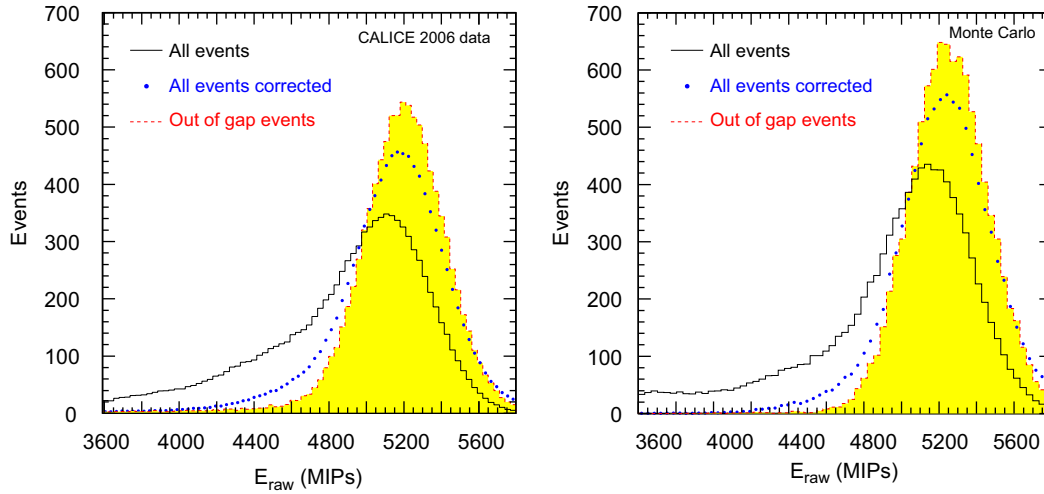 700
600
500
400
300
200
100
0
Events
CALICE 2006 data
All events
All events corrected
Out of gap events
3600 4000 4400 4800 5200 5600
E_raw (MIPs)
700
600
500
400
300
200
100
0
Events
Monte Carlo
All events
All events corrected
Out of gap events
3600 4000 4400 4800 5200 5600
E_raw (MIPs)